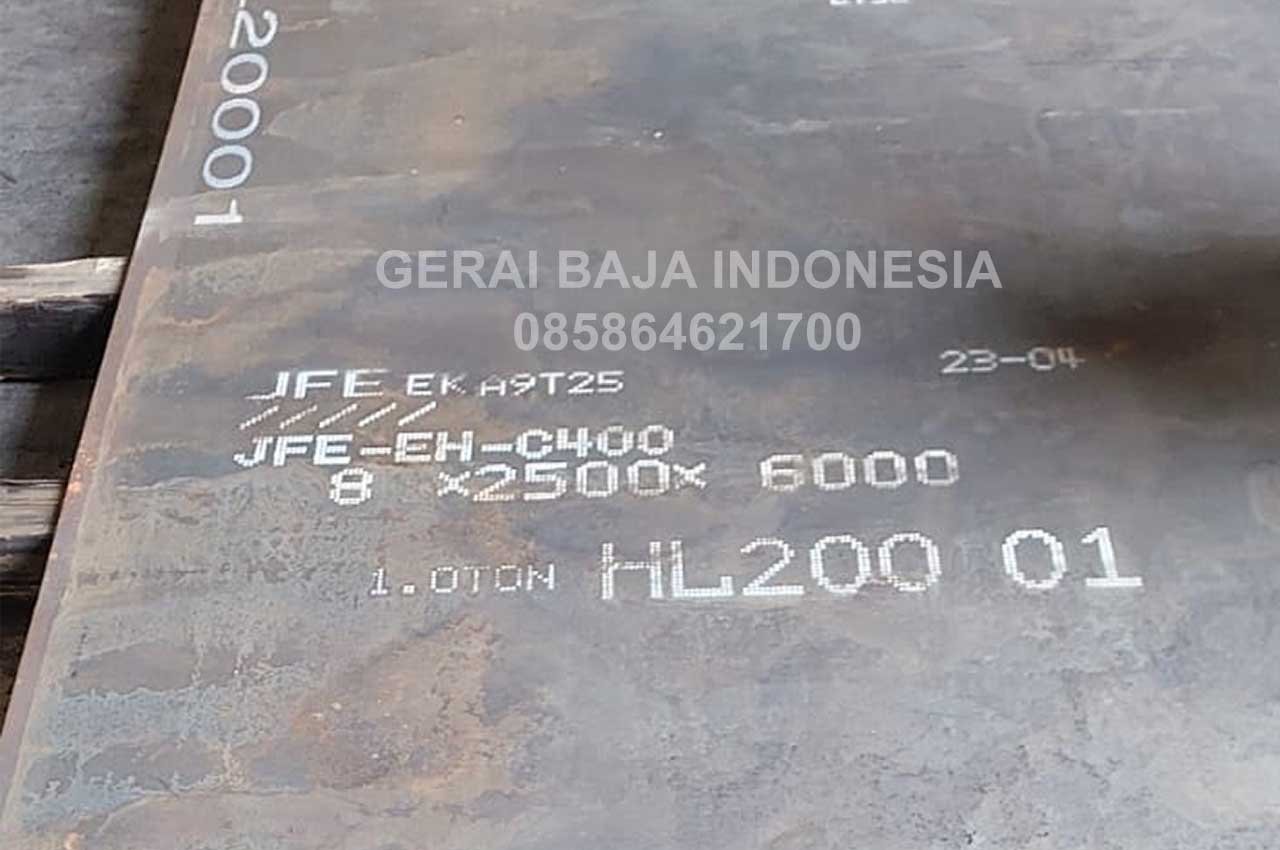 L20001
GERAI BAJA INDONESIA
085864621700
23-04
JFE EK A9T25
/////
JFE-EH-C400
8 x2500x 6000
1.0TON HL200 01